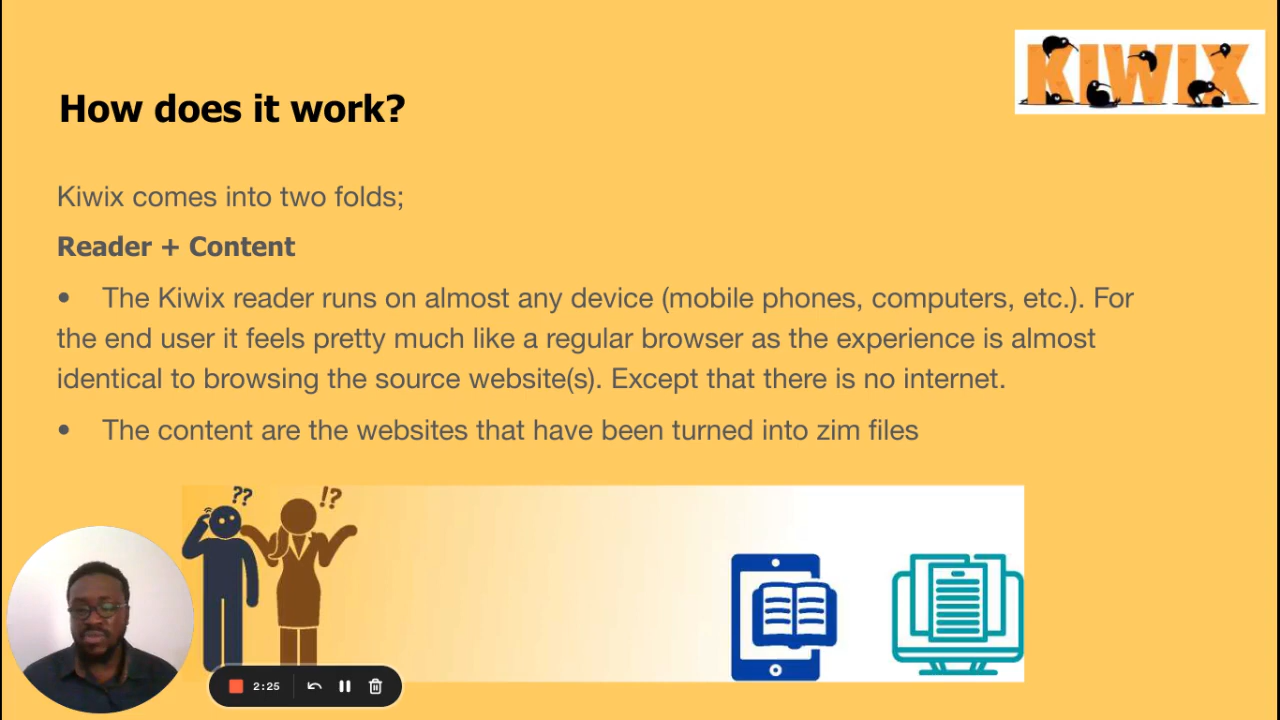 KIWIX
How does it work?
Kiwix comes into two folds;
Reader + Content
• The Kiwix reader runs on almost any device (mobile phones, computers, etc.). For
the end user it feels pretty much like a regular browser as the experience is almost
identical to browsing the source website(s). Except that there is no internet.
• The content are the websites that have been turned into zim files
??
!?
2:25